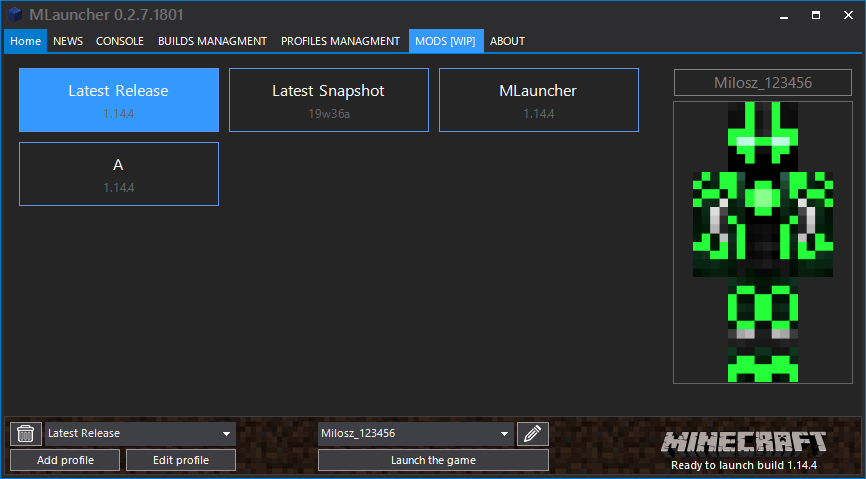 MLauncher 0.2.7.1801
Home NEWS CONSOLE BUILDS MANAGMENT PROFILES MANAGMENT MODS [WIP] ABOUT
Latest Release
1.14.4
Latest Snapshot
19w36a
MLauncher
1.14.4
A
1.14.4
Milosz_123456
Latest Release
Add profile
Edit profile
Milosz_123456
Launch the game
MINECRAFT
Ready to launch build 1.14.4